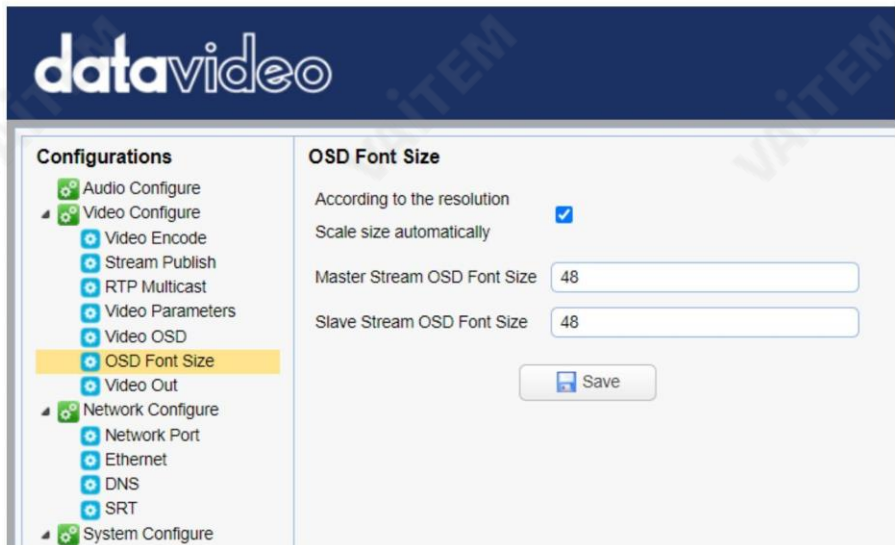 datavideo
Configurations
Audio Configure
Video Configure
Video Encode
Stream Publish
RTP Multicast
Video Parameters
Video OSD
OSD Font Size
Video Out
Network Configure
Network Port
Ethernet
DNS
SRT
System Configure
OSD Font Size
According to the resolution
Scale size automatically
Master Stream OSD Font Size 48
Slave Stream OSD Font Size 48
Save
VAITEM
VAITEM